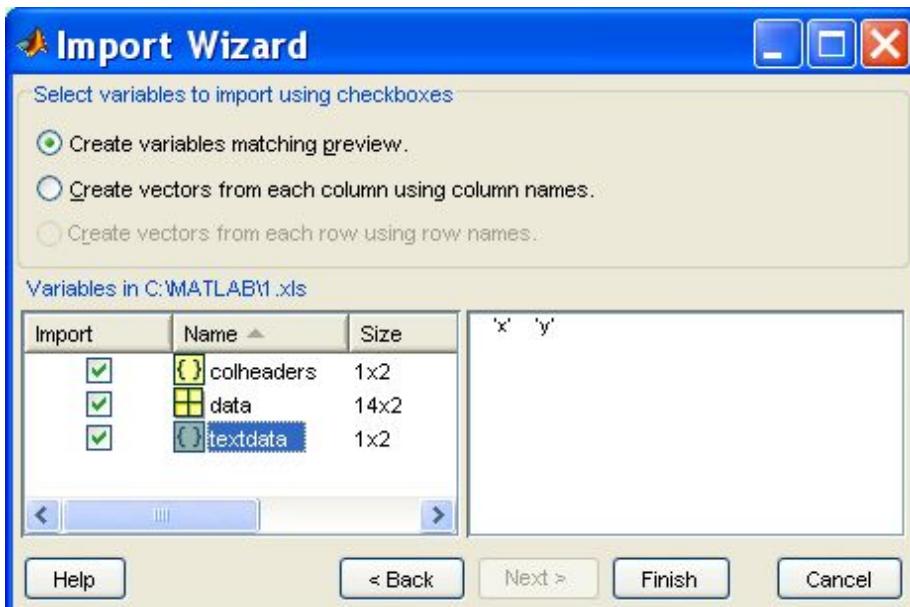 Import Wizard
Select variables to import using checkboxes
Create variables matching preview.
Create vectors from each column using column names.
Create vectors from each row using row names.
Variables in C:\MATLAB\1.xls
Import Name Size
colheaders 1x2
data 14x2
textdata 1x2
'x' 'y'
Help < Back Next > Finish Cancel